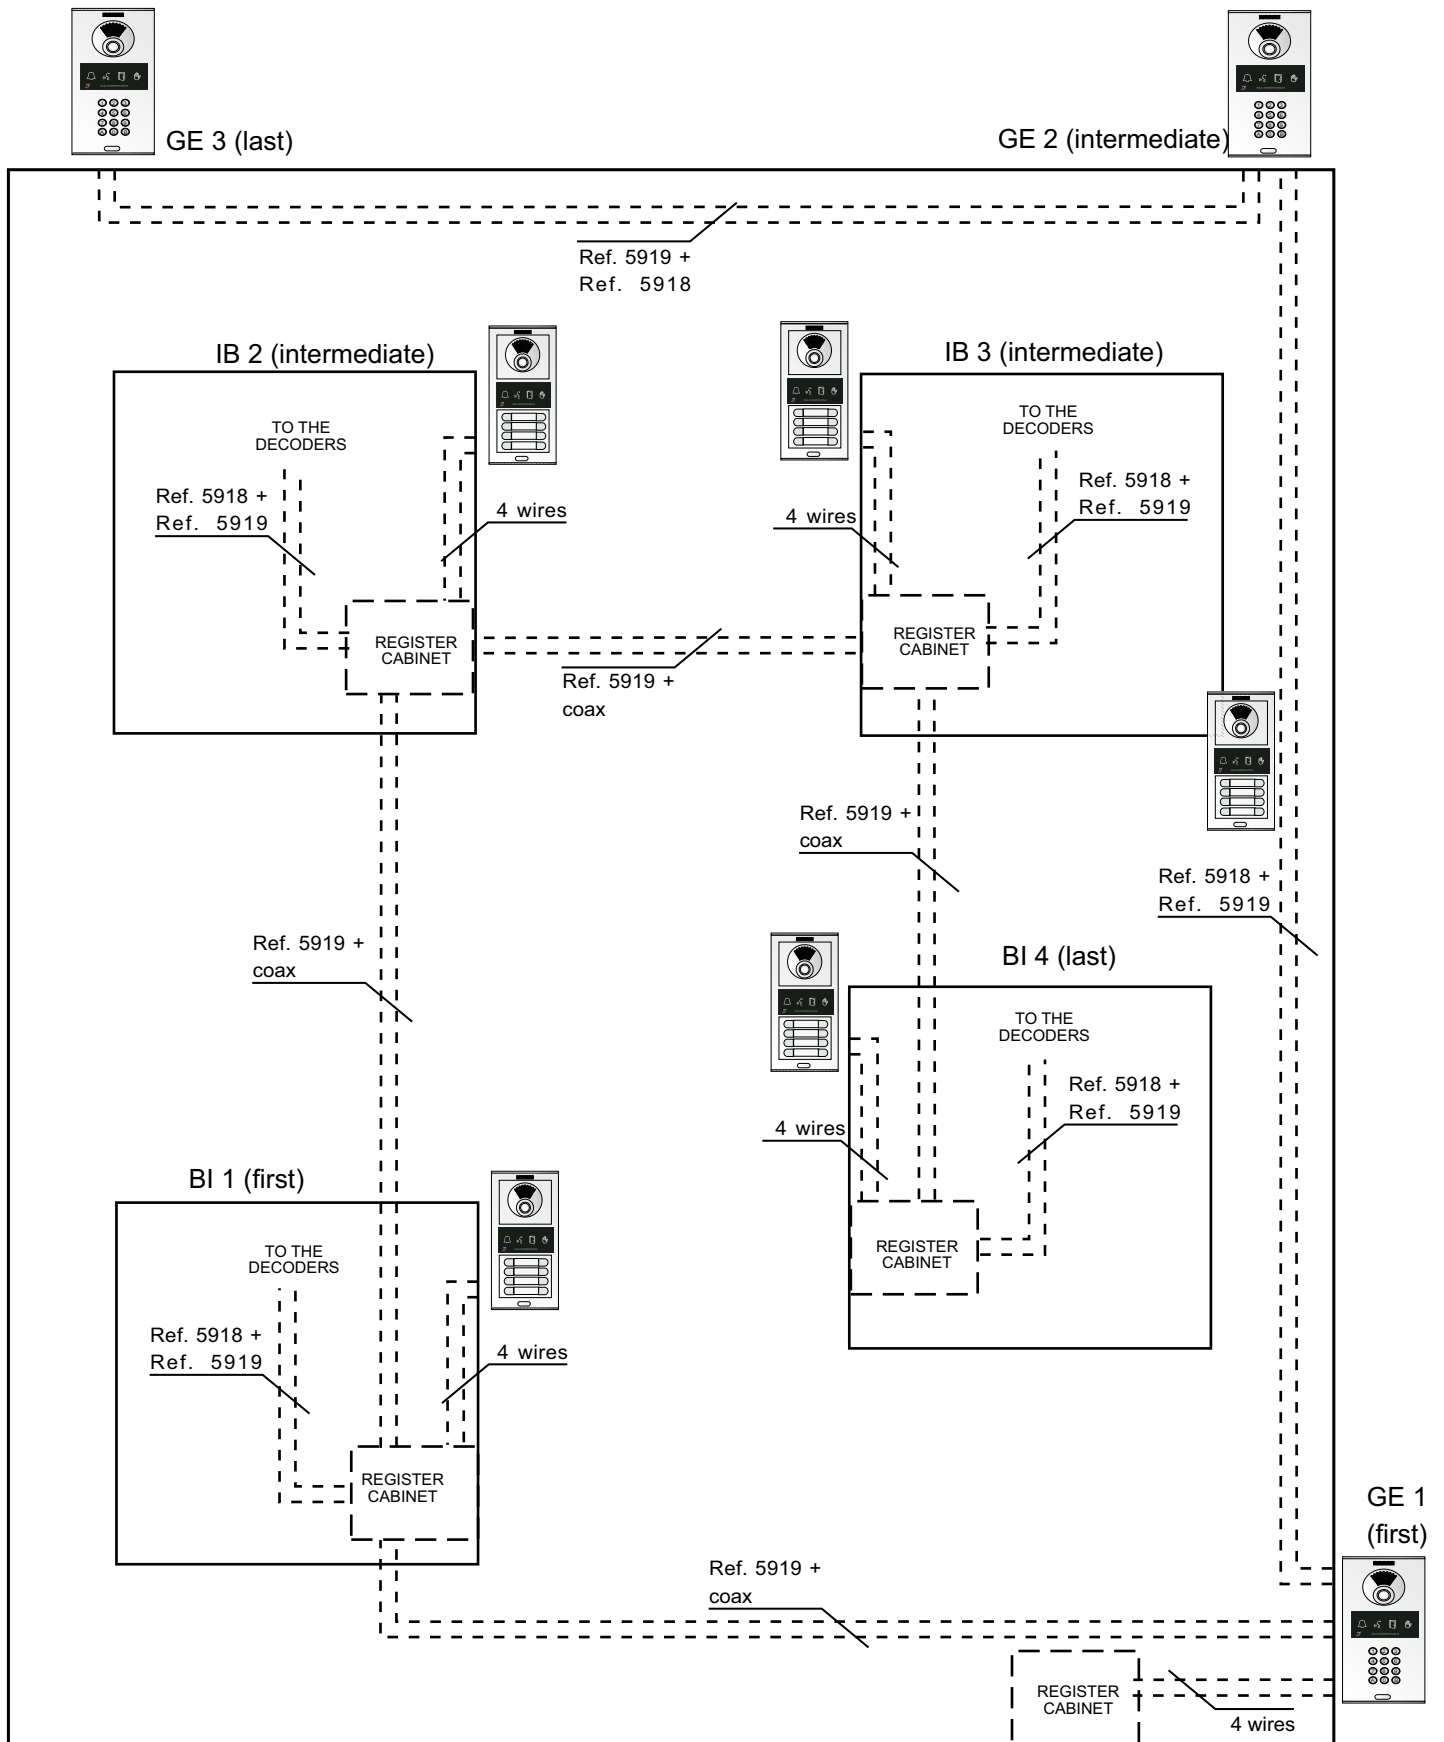 GE 3 (last)
GE 2 (intermediate)
Ref. 5919 +
Ref. 5918
IB 2 (intermediate)
IB 3 (intermediate)
TO THE
DECODERS
Ref. 5918 +
Ref. 5919
4 wires
TO THE
DECODERS
Ref. 5918 +
Ref. 5919
4 wires
REGISTER
CABINET
REGISTER
CABINET
Ref. 5919 +
coax
Ref. 5919 +
coax
Ref. 5918 +
Ref. 5919
Ref. 5919 +
coax
BI 4 (last)
TO THE
DECODERS
Ref. 5918 +
Ref. 5919
4 wires
BI 1 (first)
REGISTER
CABINET
TO THE
DECODERS
Ref. 5918 +
Ref. 5919
4 wires
REGISTER
CABINET
GE 1
(first)
Ref. 5919 +
coax
REGISTER
CABINET
4 wires